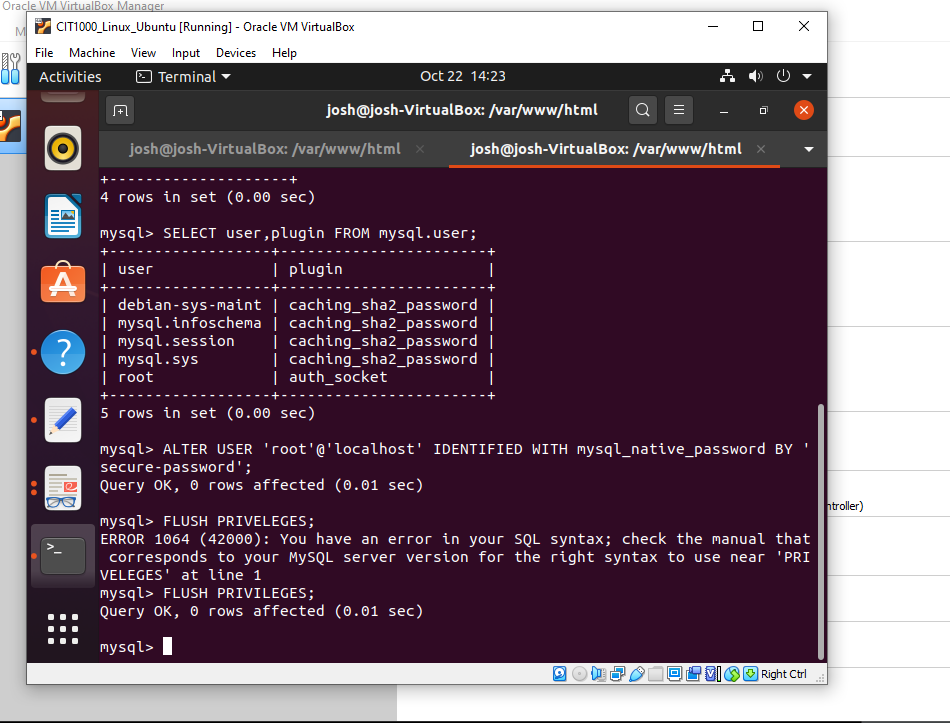 Oracle VM VirtualBox Manager
CIT1000_Linux_Ubuntu [Running] - Oracle VM VirtualBox
File Machine View Input Devices Help
Activities Terminal Oct 22 14:23
josh@josh-VirtualBox: /var/www/html
josh@josh-VirtualBox: /var/www/html × josh@josh-VirtualBox: /var/www/html ×
+--------------------+
4 rows in set (0.00 sec)
mysql> SELECT user,plugin FROM mysql.user;
+------------------+-----------------------+
| user             | plugin                |
+------------------+-----------------------+
| debian-sys-maint | caching_sha2_password |
| mysql.infoschema | caching_sha2_password |
| mysql.session    | caching_sha2_password |
| mysql.sys        | caching_sha2_password |
| root             | auth_socket           |
+------------------+-----------------------+
5 rows in set (0.00 sec)
mysql> ALTER USER 'root'@'localhost' IDENTIFIED WITH mysql_native_password BY '
secure-password';
Query OK, 0 rows affected (0.01 sec)
mysql> FLUSH PRIVELEGES;
ERROR 1064 (42000): You have an error in your SQL syntax; check the manual that
corresponds to your MySQL server version for the right syntax to use near 'PRI
VELEGES' at line 1
mysql> FLUSH PRIVILEGES;
Query OK, 0 rows affected (0.01 sec)
mysql>
ntroller)
Right Ctrl